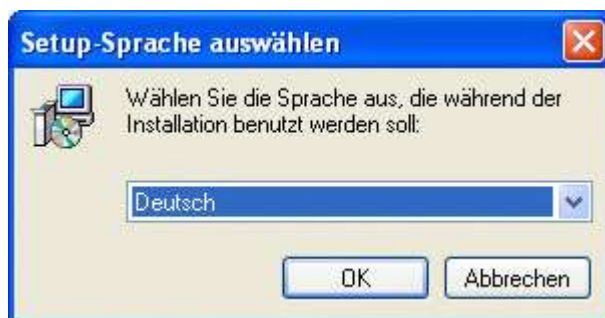 Setup-Sprache auswählen
Wählen Sie die Sprache aus, die während der
Installation benutzt werden soll:
Deutsch
OK
Abbrechen